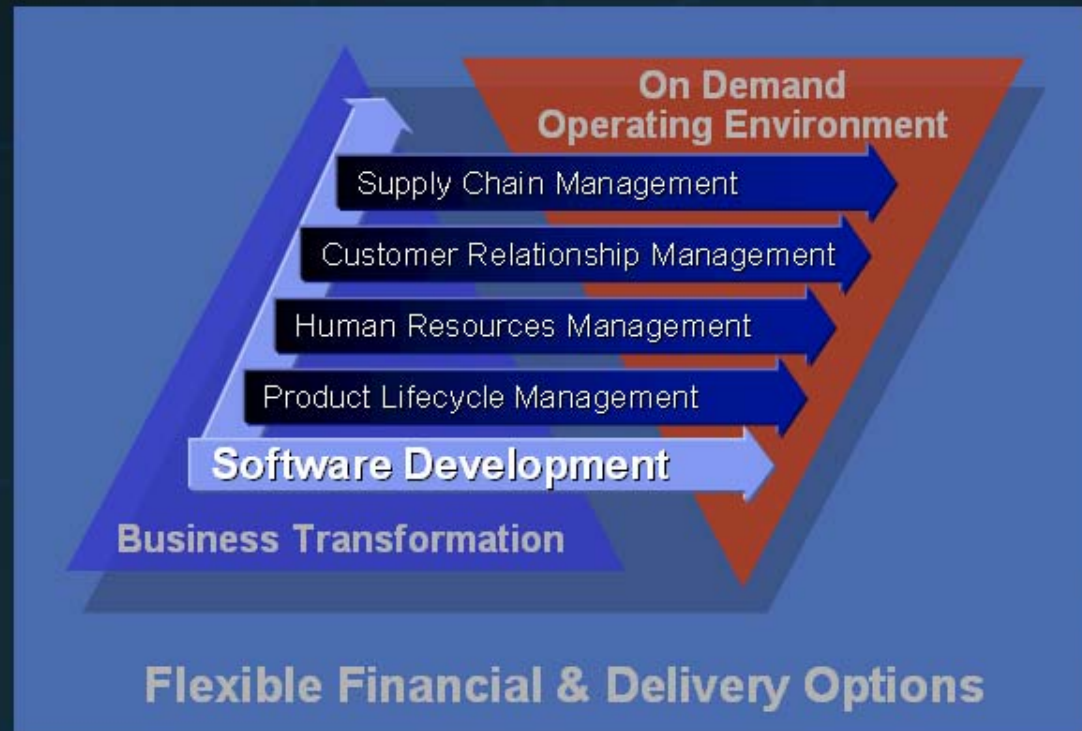 On Demand
Operating Environment
Supply Chain Management
Customer Relationship Management
Human Resources Management
Product Lifecycle Management
Software Development
Business Transformation
Flexible Financial & Delivery Options